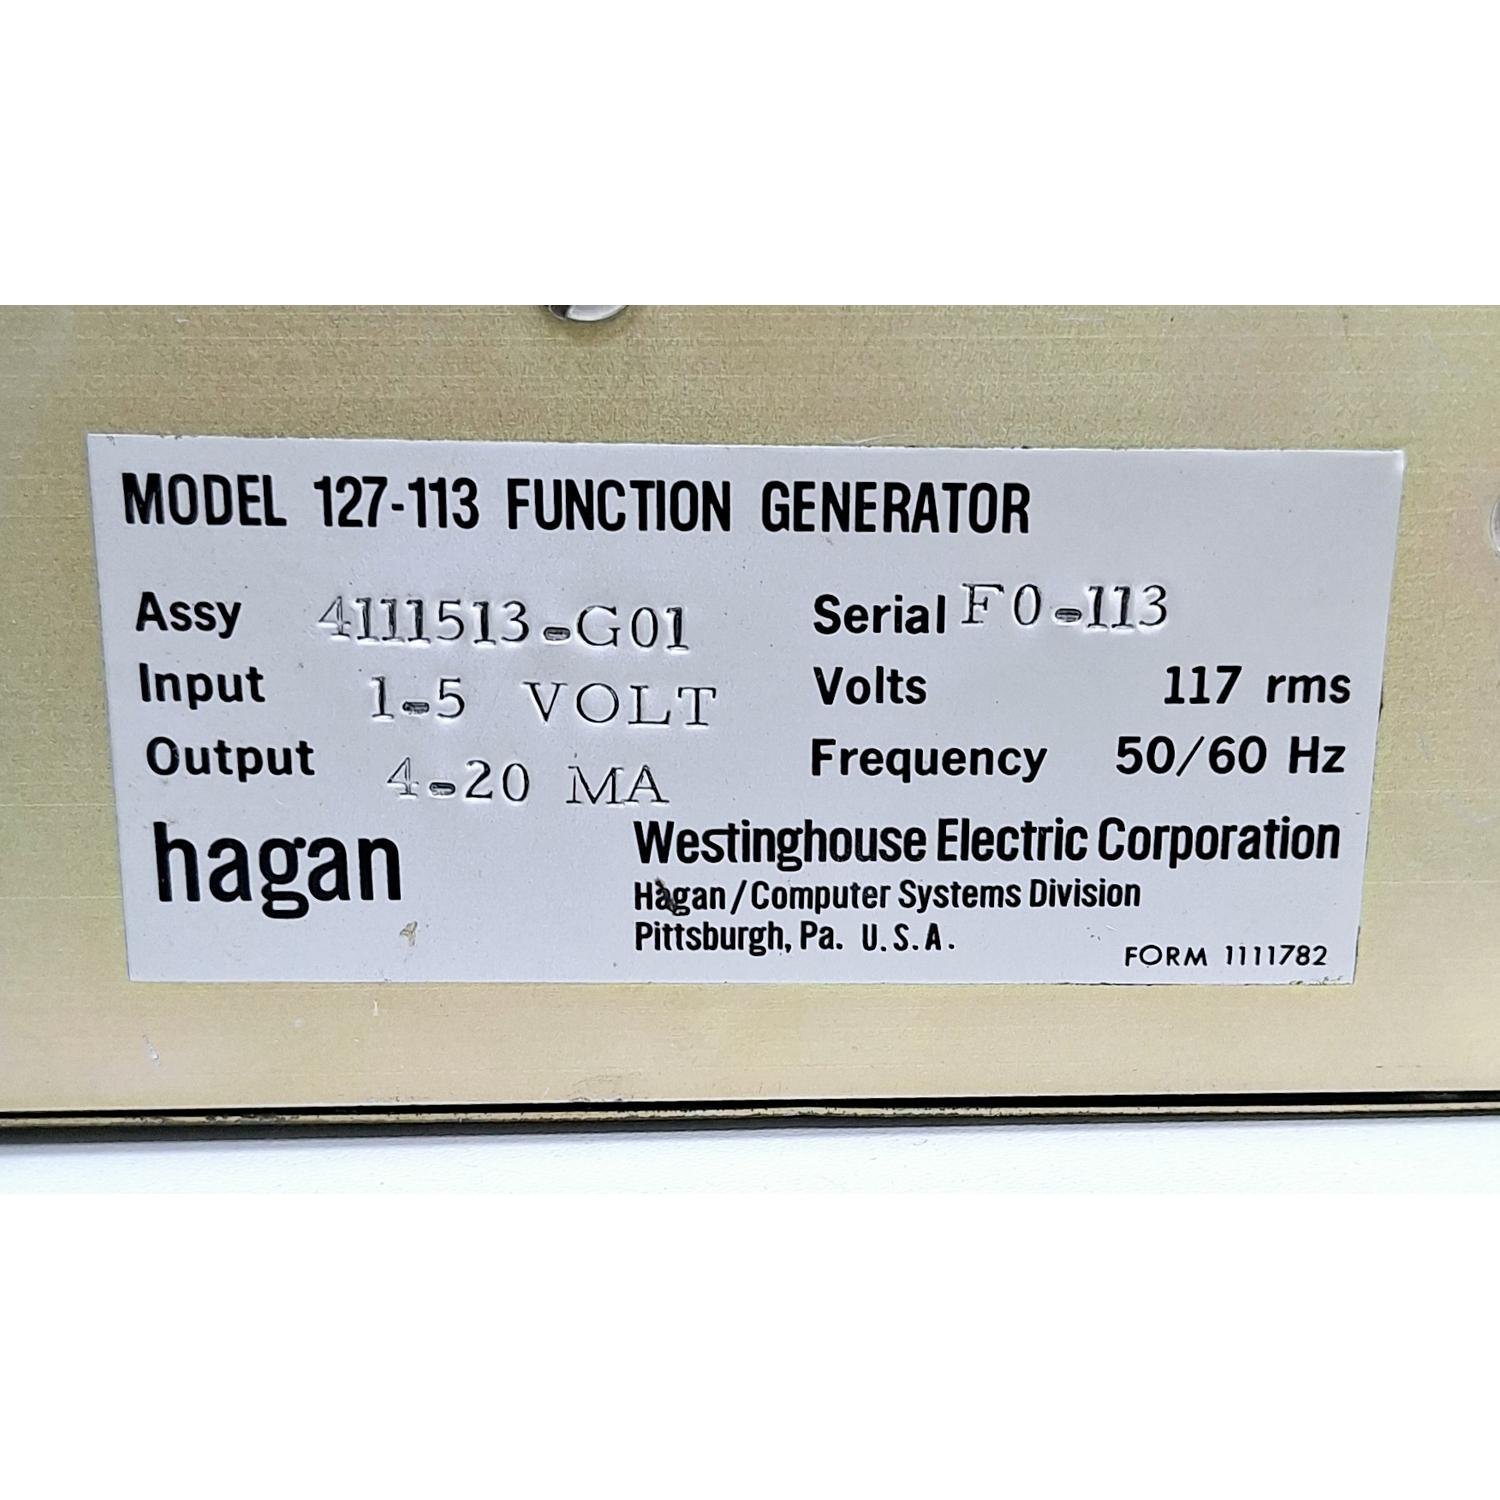 MODEL 127-113 FUNCTION GENERATOR
Assy 4111513-G01 Serial F0-113
Input 1-5 VOLT Volts 117 rms
Output 4-20 MA Frequency 50/60 Hz
hagan Westinghouse Electric Corporation
Hagan/Computer Systems Division
Pittsburgh, Pa. U.S.A.
FORM 1111782